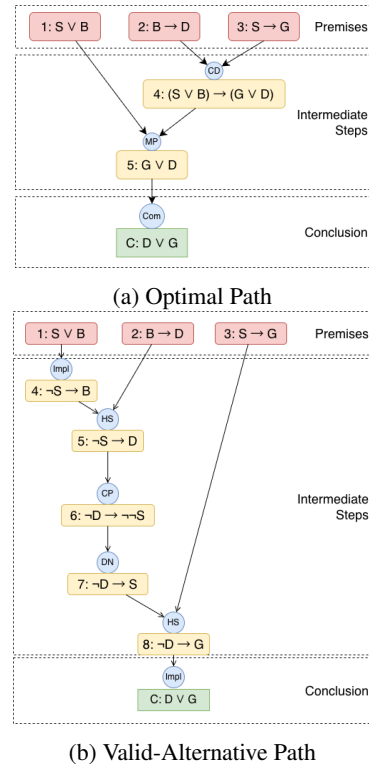 1: S ∨ B
2: B → D
3: S → G
Premises
CD
4: (S ∨ B) → (G ∨ D)
Intermediate
Steps
MP
5: G ∨ D
Com
C: D ∨ G
Conclusion
(a) Optimal Path
1: S ∨ B
2: B → D
3: S → G
Premises
Impl
4: ¬S → B
HS
5: ¬S → D
CP
6: ¬D → ¬¬S
Intermediate
Steps
DN
7: ¬D → S
HS
8: ¬D → G
Impl
C: D ∨ G
Conclusion
(b) Valid-Alternative Path